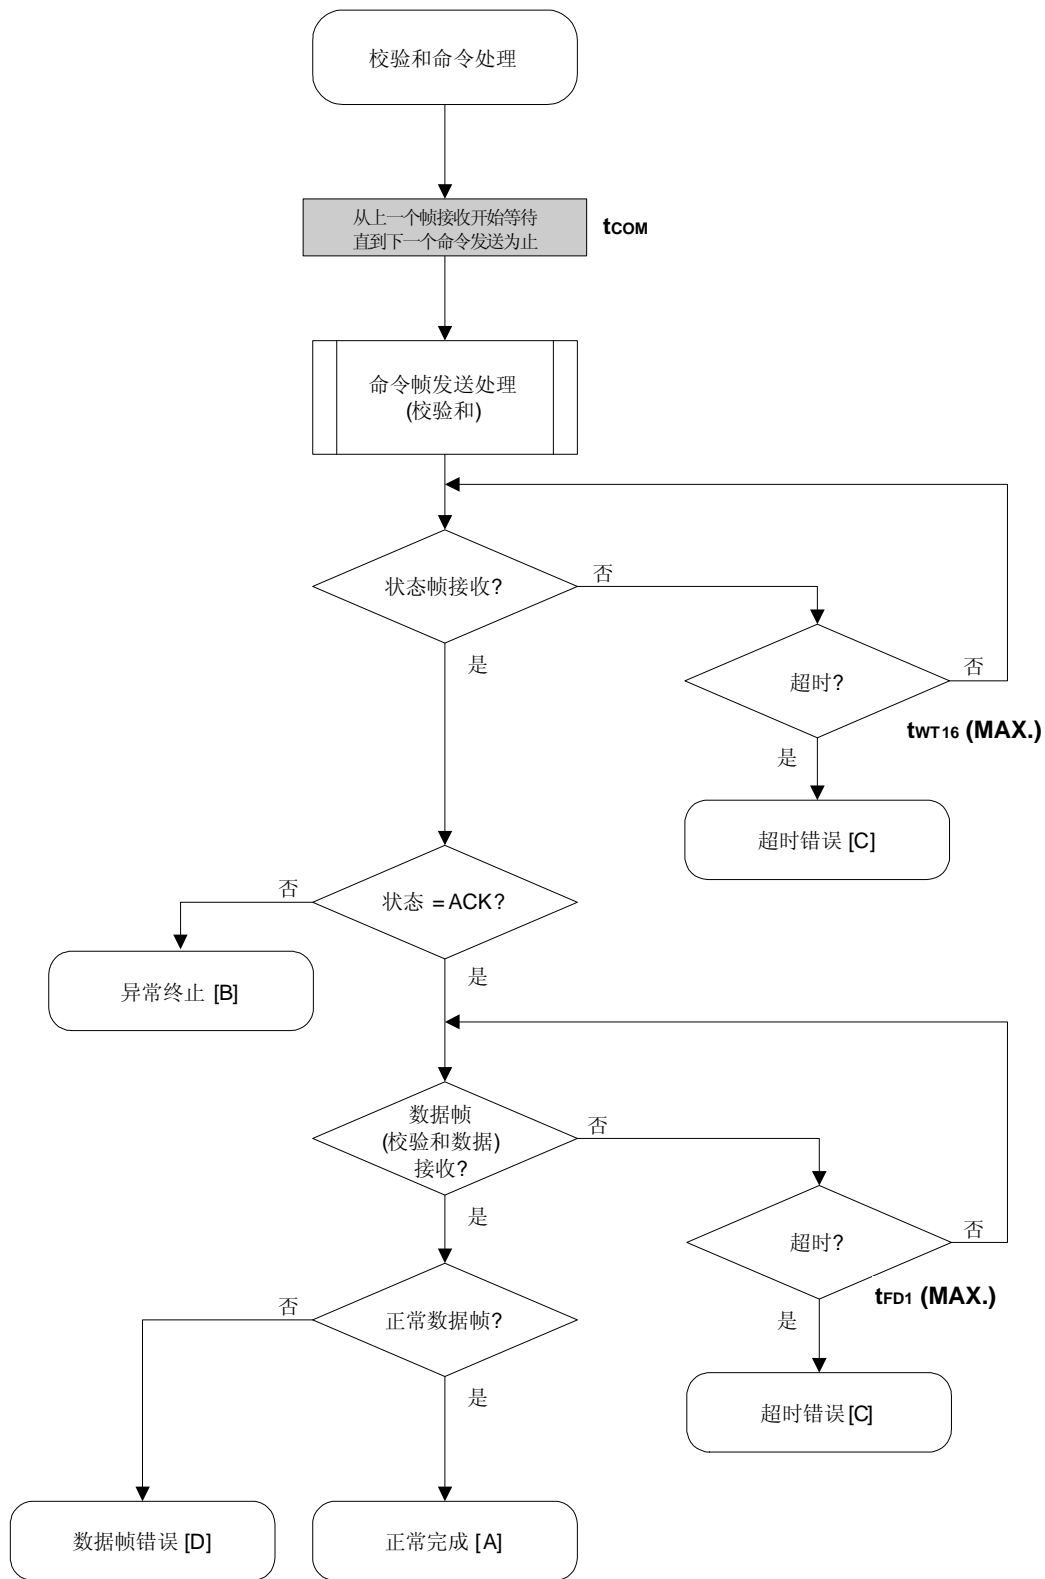 校验和命令处理
从上一个帧接收开始等待
直到下一个命令发送为止
tCOM
命令帧发送处理
(校验和)
状态帧接收?
否
是
超时?
否
tWT16 (MAX.)
是
超时错误 [C]
状态 = ACK?
否
是
异常终止 [B]
数据帧
(校验和数据)
接收?
否
是
超时?
否
tFD1 (MAX.)
是
超时错误 [C]
正常数据帧?
否
是
数据帧错误 [D]
正常完成 [A]